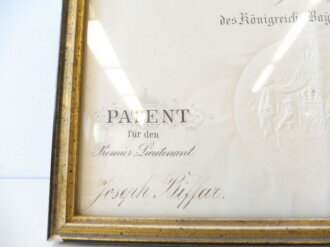 des Königreich Bay
PATENT
für den
Premier-Lieutenant
Joseph Biffar.